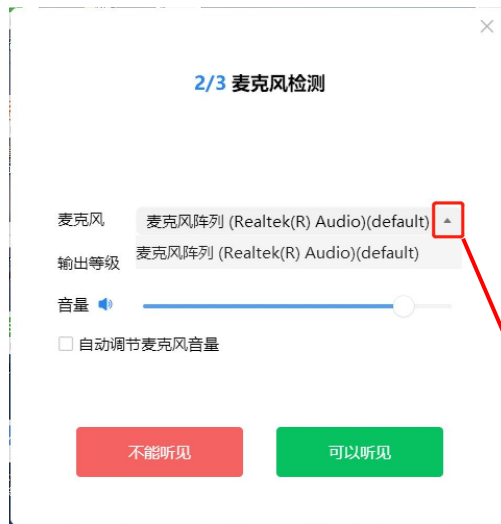 2/3 麦克风检测
麦克风 麦克风阵列 (Realtek(R) Audio)(default)
麦克风阵列 (Realtek(R) Audio)(default)
输出等级
音量
自动调节麦克风音量
不能听见 可以听见